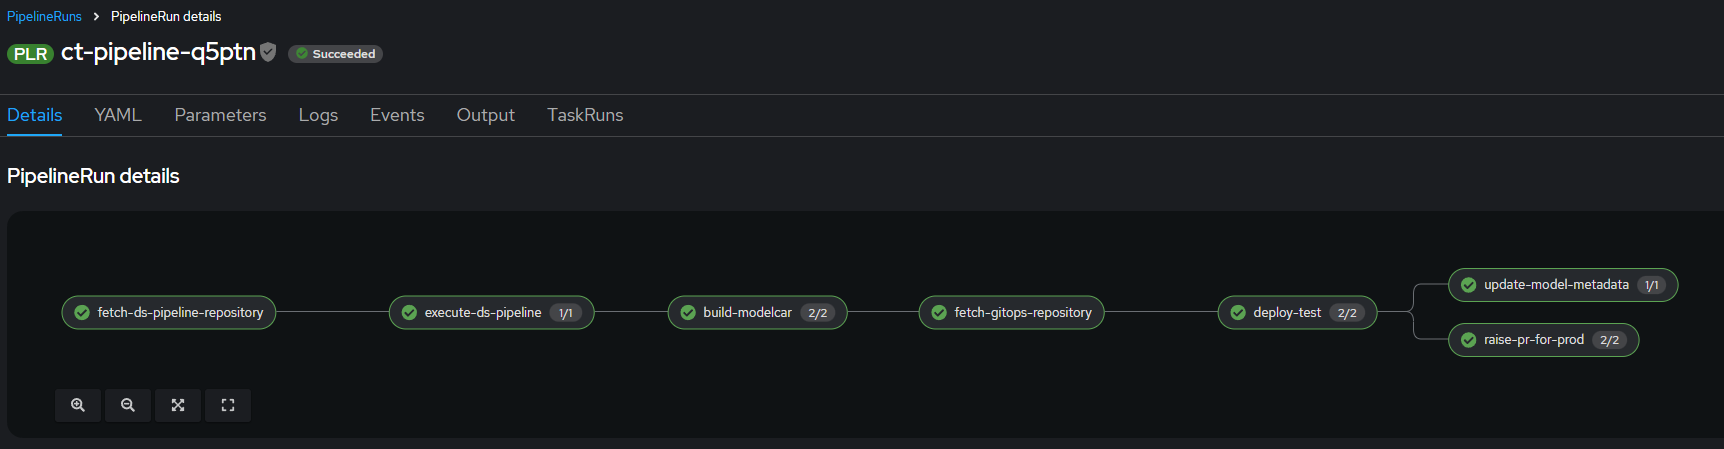 PipelineRuns > PipelineRun details
PLR ct-pipeline-q5ptn Succeeded
Details YAML Parameters Logs Events Output TaskRuns
PipelineRun details
update-model-metadata 1/1
fetch-ds-pipeline-repository execute-ds-pipeline 1/1 build-modelcar 2/2 fetch-gitops-repository deploy-test 2/2
raise-pr-for-prod 2/2